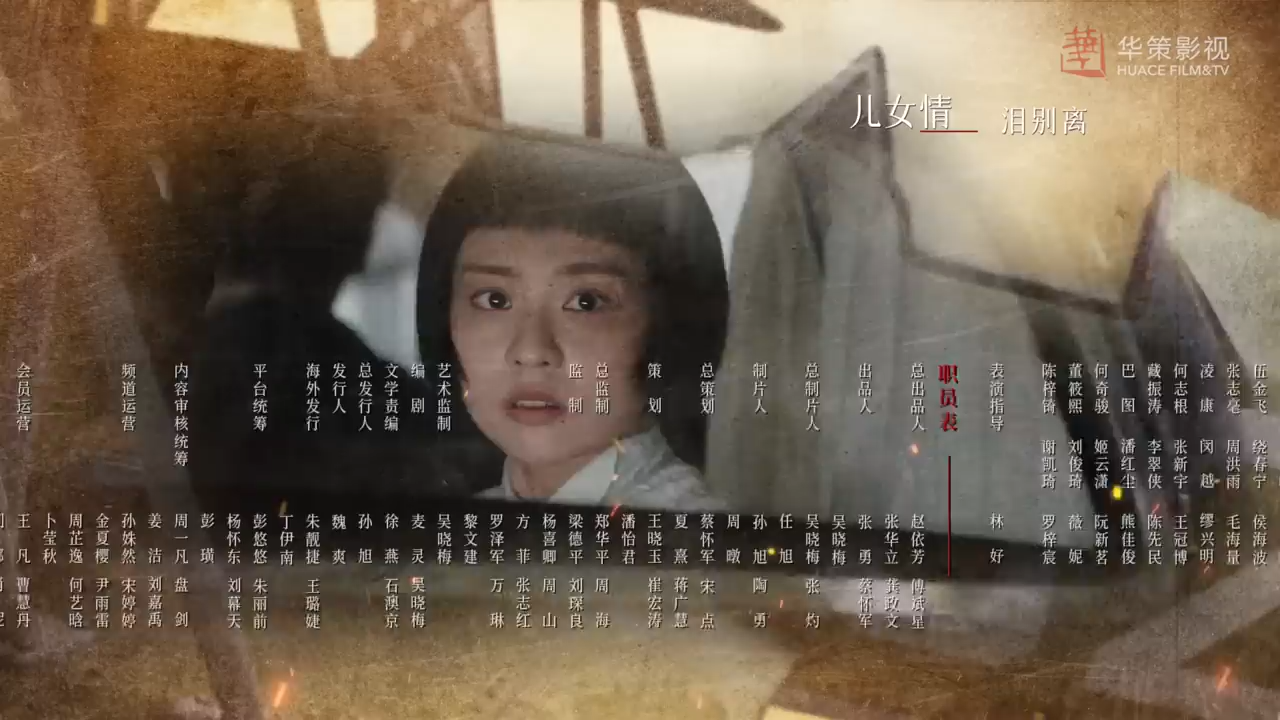 华策影视
HUACE FILM&TV
儿女情 泪别离
伍金飞 绕春宁 侯海波
张志毫 周洪雨 毛海量
凌康 闵越 缪兴明
何志根 张新宇 王冠博
臧振涛 李翠侠 陈先民
巴图 潘红尘 熊佳俊
何奇骏 姬云潇 阮新茗
董筱熙 刘俊琦 薇妮
陈梓锜 谢凯琦 罗梓宸
表演指导 林好
职员表
总出品人 赵依芳 傅斌星
张华立 龚政文
出品人 张勇 蔡怀军
吴晓梅
总制片人 吴晓梅 张灼
任旭
制片人 孙旭 陶勇
周暾
总策划 蔡怀军 宋点
夏熹 蒋广慧
策划 王晓玉 崔宏涛
潘怡君
总监制 郑华平 周海
监制 梁德平 刘琛良
杨喜卿 周山
方菲 张志红
罗泽军 万琳
黎文建
艺术监制 吴晓梅
编剧 麦灵 吴晓梅
文学责编 徐燕 石澳京
总发行人 孙旭
发行人 魏爽
海外发行 朱靓捷 王璐婕
丁伊南
平台统筹 彭悠悠 朱丽前
杨怀东 刘幕天
彭璜
内容审核统筹 周一凡 盘剑
姜洁 刘嘉禹
频道运营 孙姝然 宋婷婷
金夏樱 尹雨雷
周芷逸 何艺晗
卜莹秋
会员运营 王凡 曹慧丹